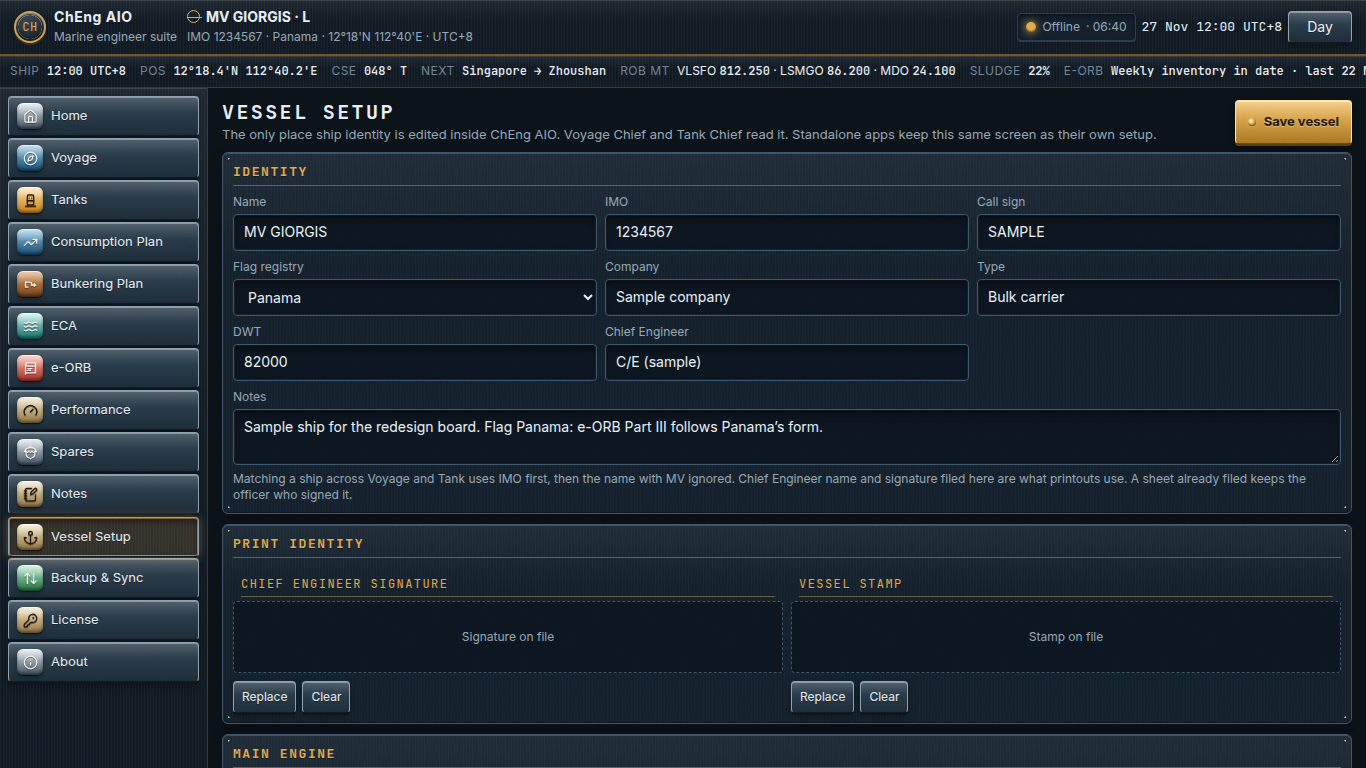 CH
ChEng AIO
Marine engineer suite
MV GIORGIS · L
IMO 1234567 · Panama · 12°18'N 112°40'E · UTC+8
Offline · 06:40
27 Nov 12:00 UTC+8
Day
SHIP 12:00 UTC+8 POS 12°18.4'N 112°40.2'E CSE 048° T NEXT Singapore → Zhoushan ROB MT VLSFO 812.250 · LSMGO 86.200 · MDO 24.100 SLUDGE 22% E-ORB Weekly inventory in date · last 22
Home
Voyage
Tanks
Consumption Plan
Bunkering Plan
ECA
e-ORB
Performance
Spares
Notes
Vessel Setup
Backup & Sync
License
About
VESSEL SETUP
The only place ship identity is edited inside ChEng AIO. Voyage Chief and Tank Chief read it. Standalone apps keep this same screen as their own setup.
Save vessel
IDENTITY
Name IMO Call sign
MV GIORGIS 1234567 SAMPLE
Flag registry Company Type
Panama Sample company Bulk carrier
DWT Chief Engineer
82000 C/E (sample)
Notes
Sample ship for the redesign board. Flag Panama: e-ORB Part III follows Panama’s form.
Matching a ship across Voyage and Tank uses IMO first, then the name with MV ignored. Chief Engineer name and signature filed here are what printouts use. A sheet already filed keeps the
officer who signed it.
PRINT IDENTITY
CHIEF ENGINEER SIGNATURE VESSEL STAMP
Signature on file Stamp on file
Replace Clear Replace Clear
MAIN ENGINE